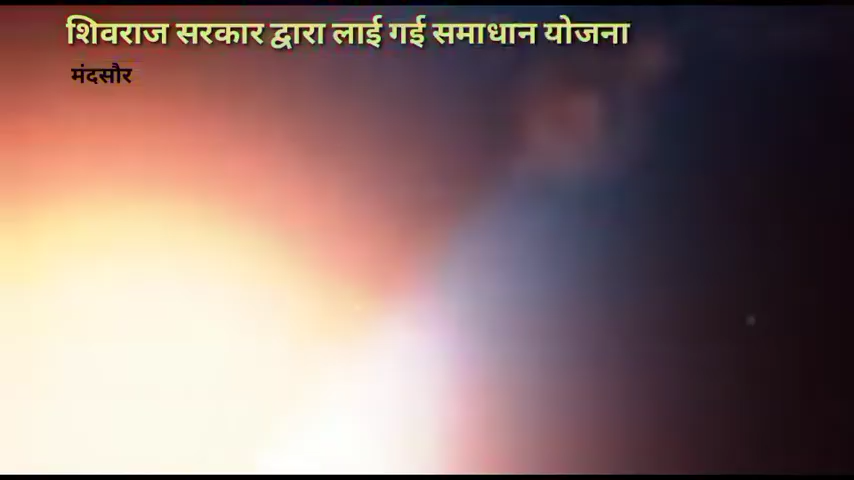 शिवराज सरकार द्वारा लाई गई समाधान योजना
मंदसौर